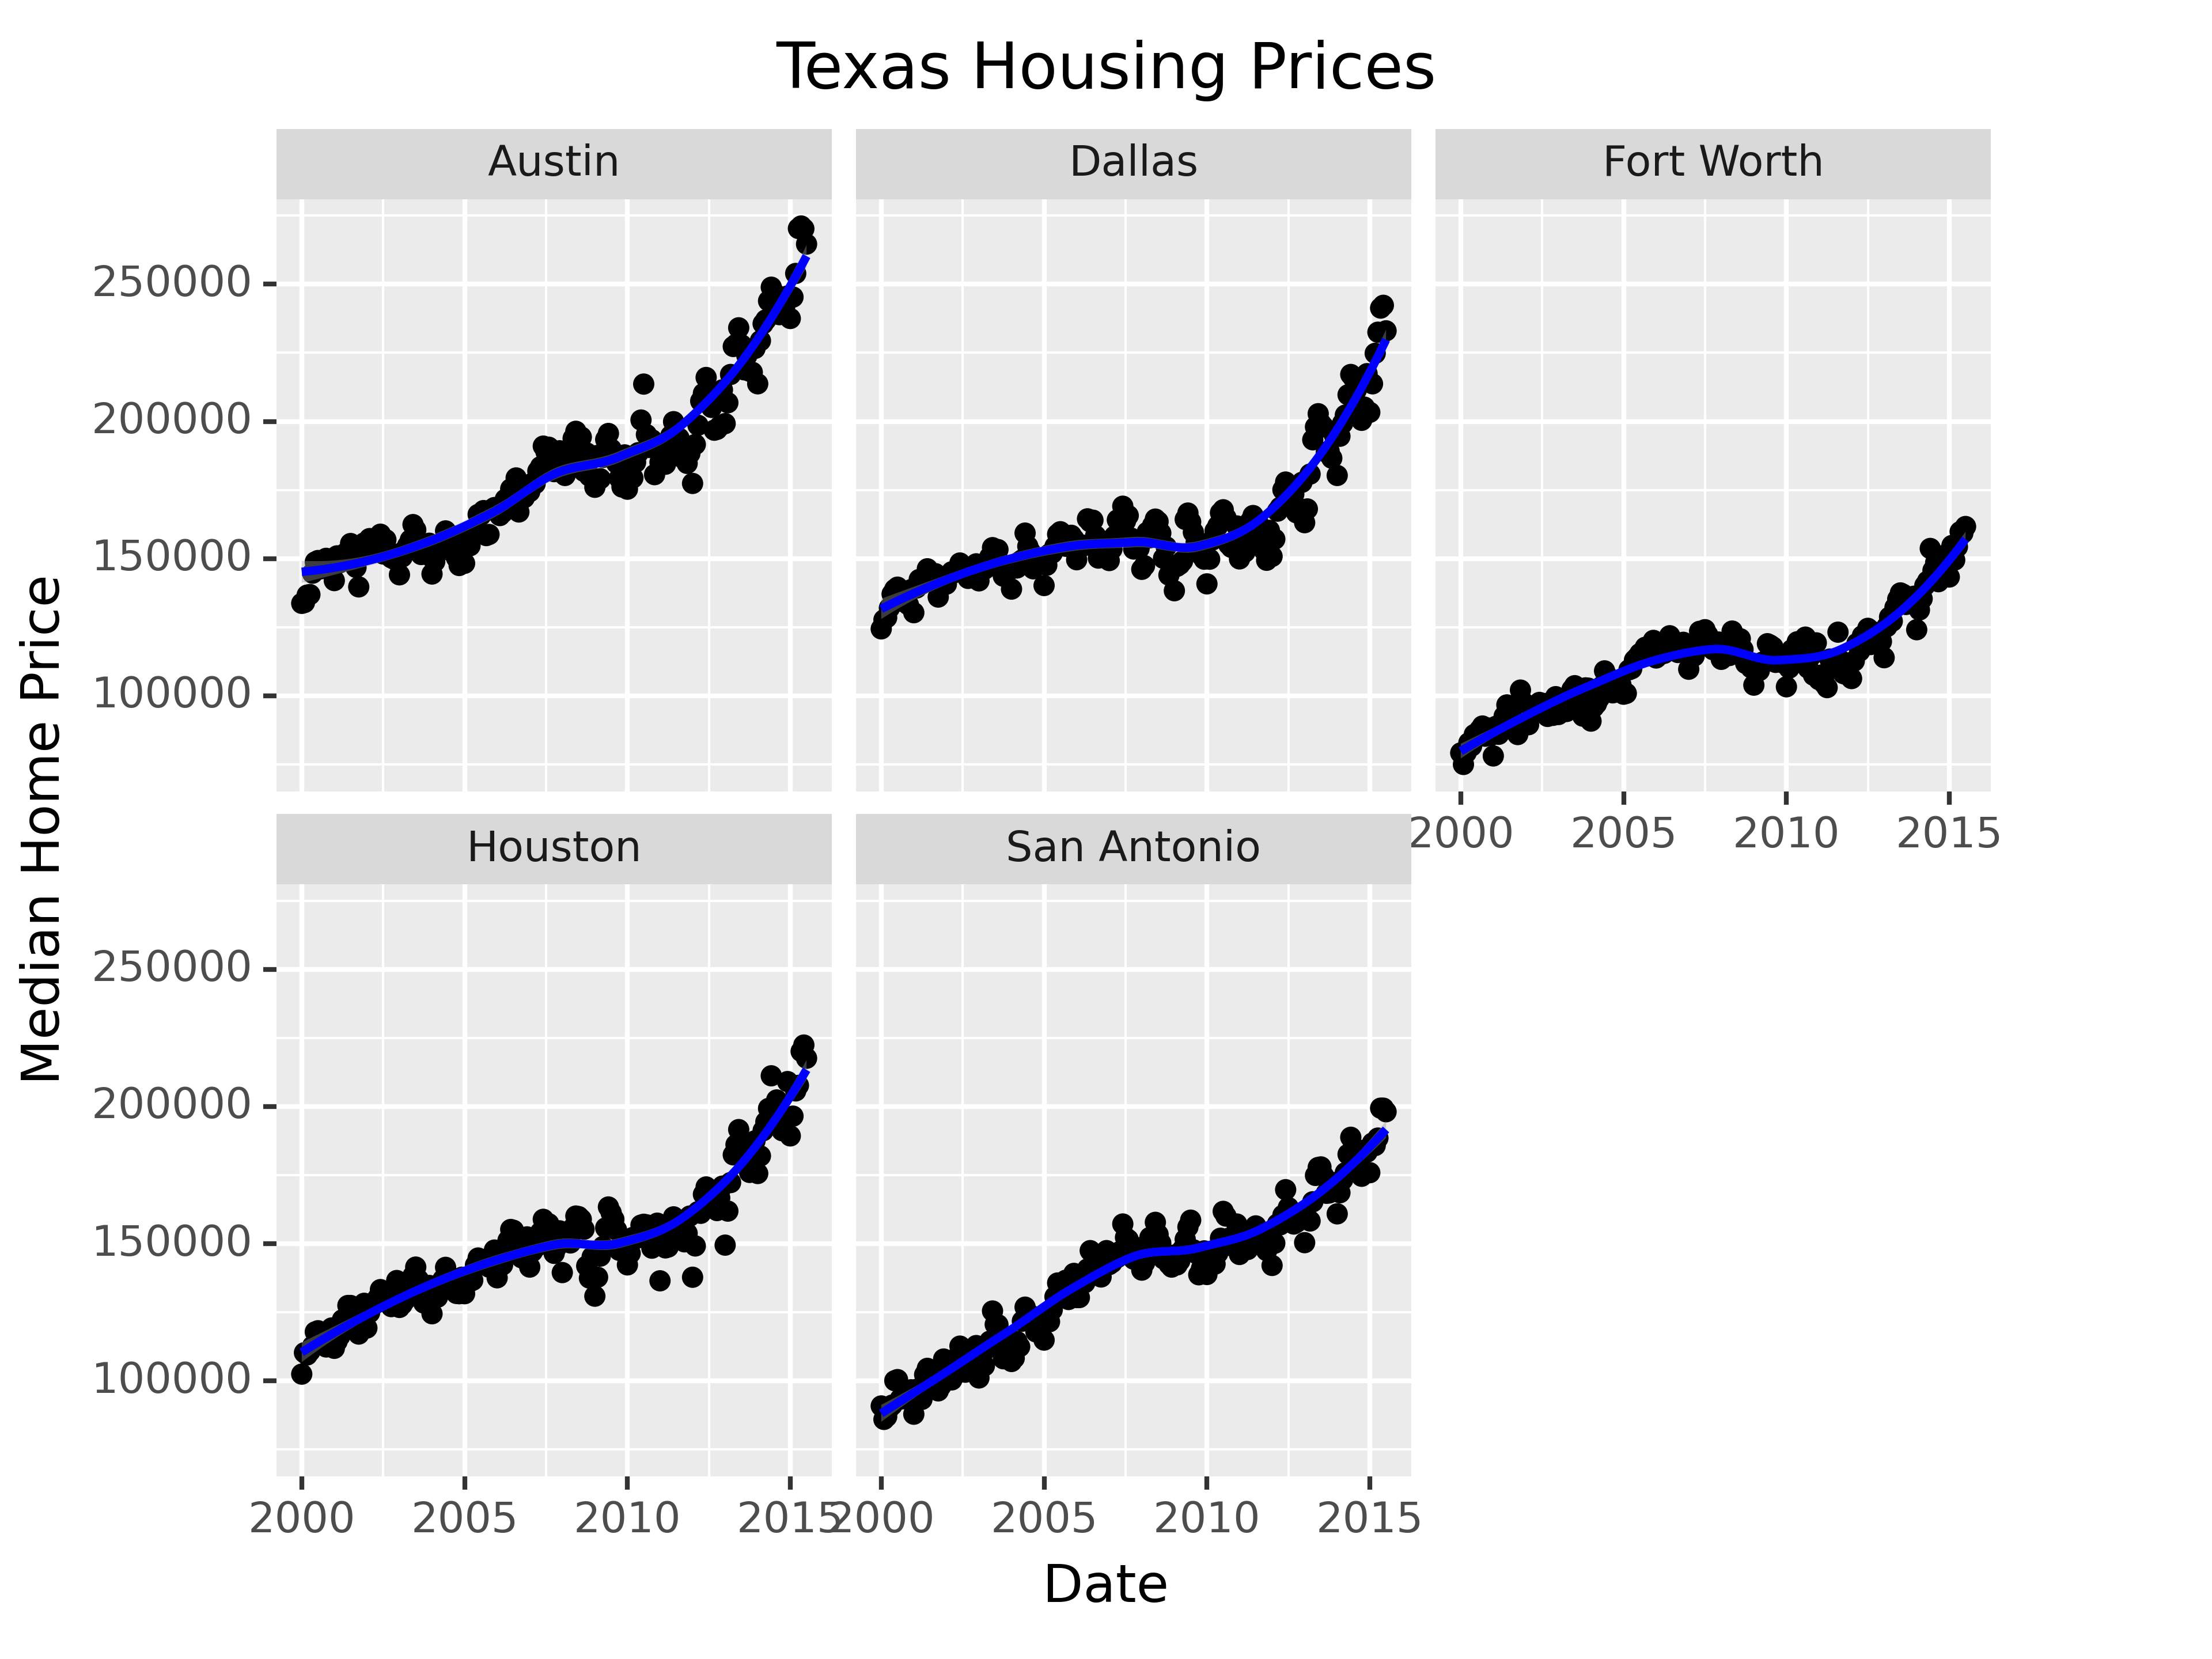 Texas Housing Prices
Austin
Dallas
Fort Worth
250000
200000
150000
100000
2000 2005 2010 2015
Median Home Price
Houston
San Antonio
250000
200000
150000
100000
2000 2005 2010 2015
2000 2005 2010 2015
Date